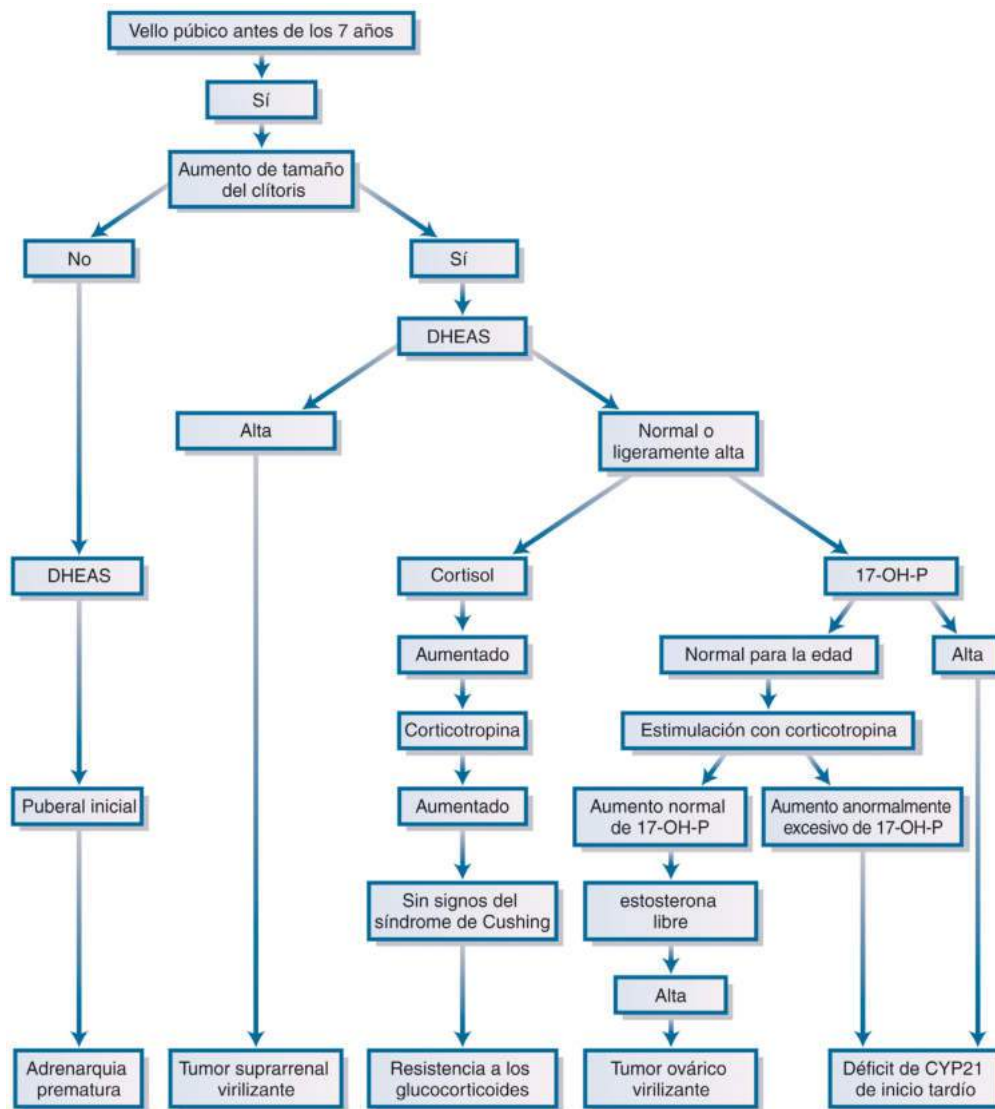 Vello púbico antes de los 7 años
Sí
Aumento de tamaño
del clítoris
No
Sí
DHEAS
Alta
Normal o
ligeramente alta
DHEAS
Cortisol
17-OH-P
Aumentado
Normal para la edad
Alta
Corticotropina
Estimulación con corticotropina
Puberal inicial
Aumentado
Aumento normal
de 17-OH-P
Aumento anormalmente
excesivo de 17-OH-P
Sin signos del
síndrome de Cushing
estosterona
libre
Alta
Adrenarquia
prematura
Tumor suprarrenal
virilizante
Resistencia a los
glucocorticoides
Tumor ovárico
virilizante
Déficit de CYP21
de inicio tardío